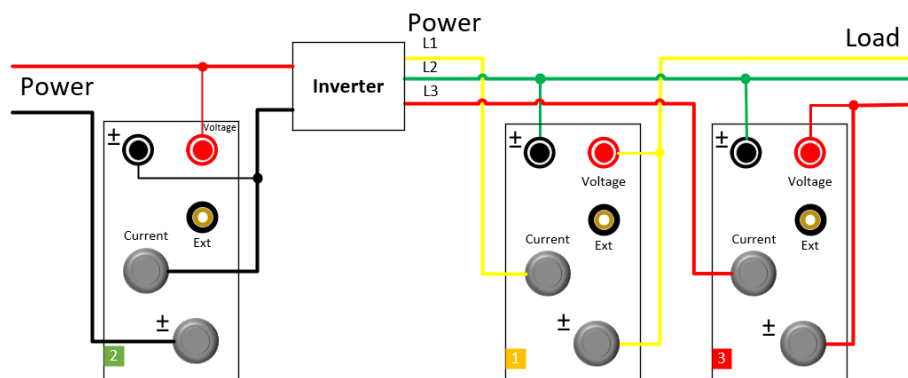 Power
Load
L1
L2
L3
Inverter
Power
±
Voltage
Ext
Current
±
2
±
Voltage
Ext
Current
±
1
±
Voltage
Ext
Current
±
3